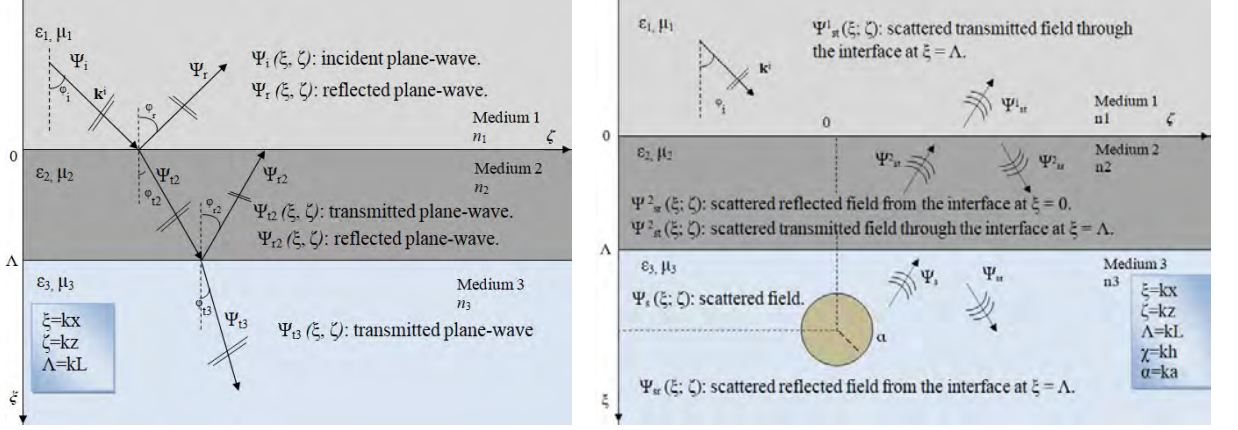 ε1, μ1
Ψi
φi
ki
φr
Ψr
Ψi (ξ, ζ): incident plane-wave.
Ψr (ξ, ζ): reflected plane-wave.
Medium 1
n1
ζ
0
ε2, μ2
φt2
Ψt2
φr2
Ψr2
Medium 2
n2
Ψt2 (ξ, ζ): transmitted plane-wave.
Ψr2 (ξ, ζ): reflected plane-wave.
Λ
ε3, μ3
φt3
Ψt3
Medium 3
n3
Ψt3 (ξ, ζ): transmitted plane-wave
ξ=kx
ζ=kz
Λ=kL
ξ
ε1, μ1
φi
ki
Ψ1st (ξ; ζ): scattered transmitted field through
the interface at ξ = Λ.
Ψ1st
Medium 1
n1
0
ζ
0
ε2, μ2
Ψ2st
Ψ2sr
Medium 2
n2
Ψ2sr (ξ; ζ): scattered reflected field from the interface at ξ = 0.
Ψ2st (ξ; ζ): scattered transmitted field through the interface at ξ = Λ.
Λ
ε3, μ3
Ψs
Ψsr
Medium 3
n3
Ψs (ξ; ζ): scattered field.
α
ξ=kx
ζ=kz
Λ=kL
χ=kh
α=ka
Ψsr (ξ; ζ): scattered reflected field from the interface at ξ = Λ.
ξ